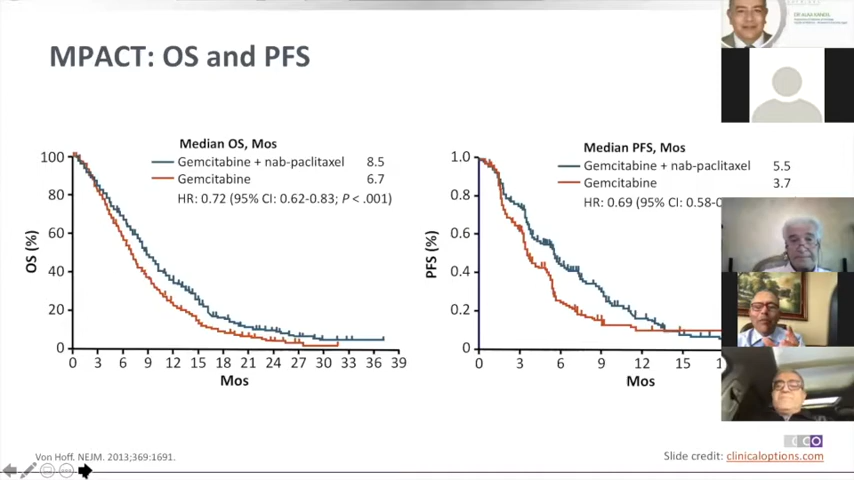 MPACT: OS and PFS
Median OS, Mos
Gemcitabine + nab-paclitaxel 8.5
Gemcitabine 6.7
HR: 0.72 (95% CI: 0.62-0.83; P < .001)
100
80
60
40
20
0
OS (%)
0 3 6 9 12 15 18 21 24 27 30 33 36 39
Mos
Median PFS, Mos
Gemcitabine + nab-paclitaxel 5.5
Gemcitabine 3.7
HR: 0.69 (95% CI: 0.58-0
1.0
0.8
0.6
0.4
0.2
0
PFS (%)
0 3 6 9 12 15 1
Mos
Von Hoff. NEJM. 2013;369:1691.
CO
Slide credit: clinicaloptions.com